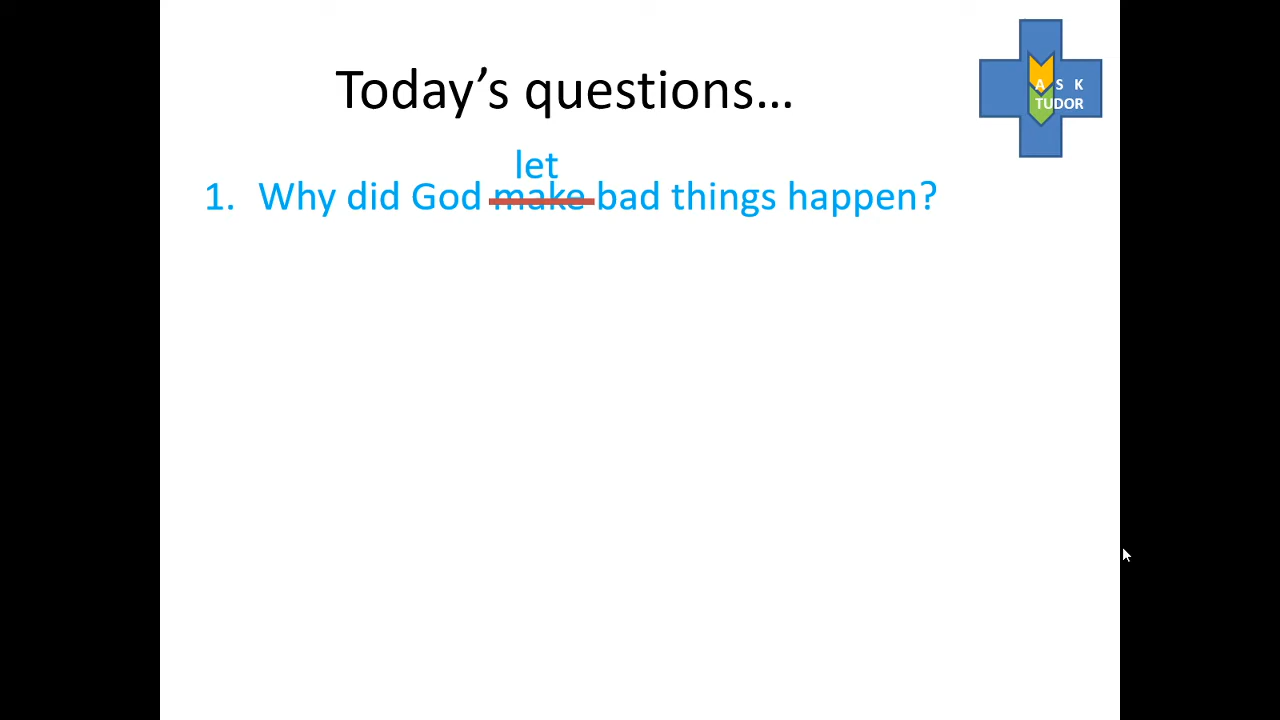 Today's questions...
A S K
TUDOR
let
1. Why did God make bad things happen?